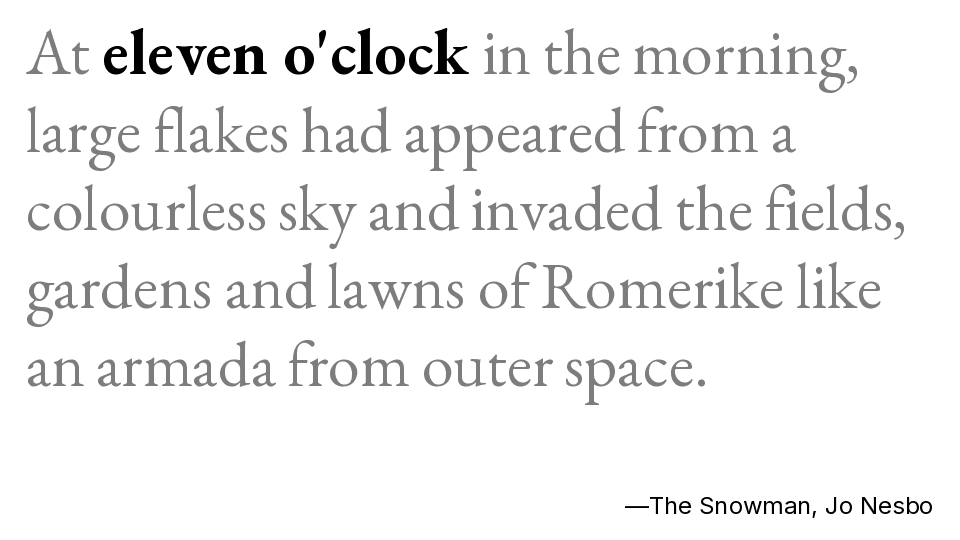 At eleven o'clock in the morning,
large flakes had appeared from a
colourless sky and invaded the fields,
gardens and lawns of Romerike like
an armada from outer space.
—The Snowman, Jo Nesbo